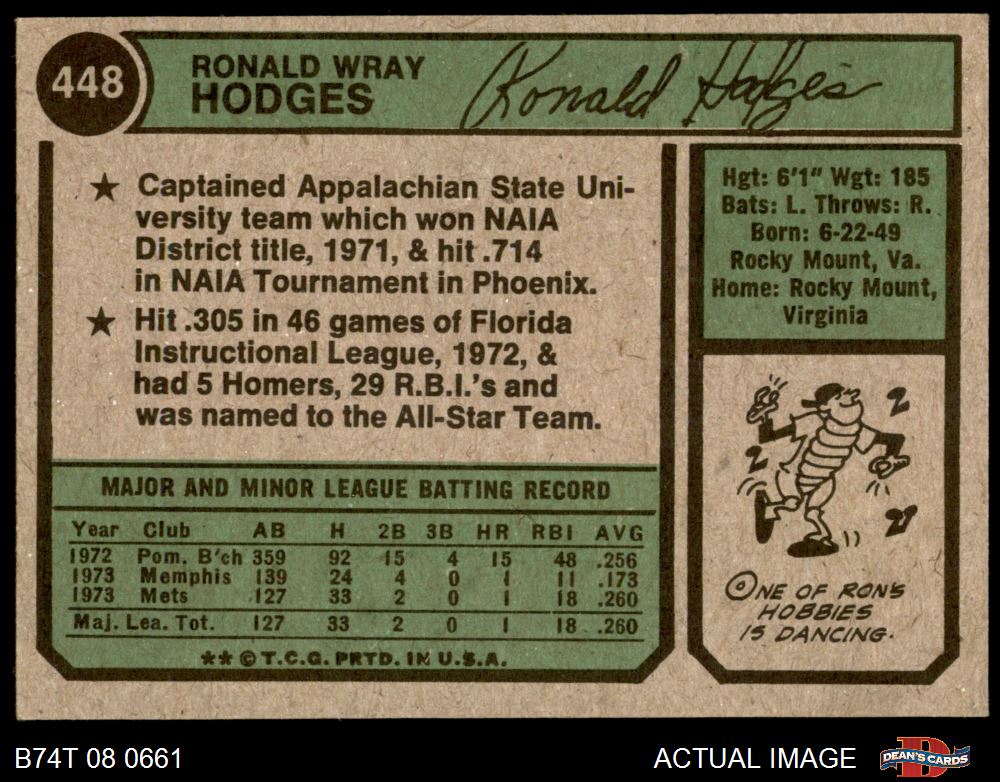 448
RONALD WRAY
HODGES
Ronald Hodges
★ Captained Appalachian State Uni-
versity team which won NAIA
District title, 1971, & hit .714
in NAIA Tournament in Phoenix.
★ Hit .305 in 46 games of Florida
Instructional League, 1972, &
had 5 Homers, 29 R.B.I.'s and
was named to the All-Star Team.
Hgt: 6'1" Wgt: 185
Bats: L. Throws: R.
Born: 6-22-49
Rocky Mount, Va.
Home: Rocky Mount,
Virginia
MAJOR AND MINOR LEAGUE BATTING RECORD
Year Club AB H 2B 3B HR RBI AVG
1972 Pom. B'ch 359 92 15 4 15 48 .256
1973 Memphis 139 24 4 0 1 11 .173
1973 Mets 127 33 2 0 1 18 .260
Maj. Lea. Tot. 127 33 2 0 1 18 .260
** © T.C.G. PRTD. IN U.S.A.
ONE OF RON'S
HOBBIES
IS DANCING.
B74T 08 0661
ACTUAL IMAGE
DEAN'S CARDS